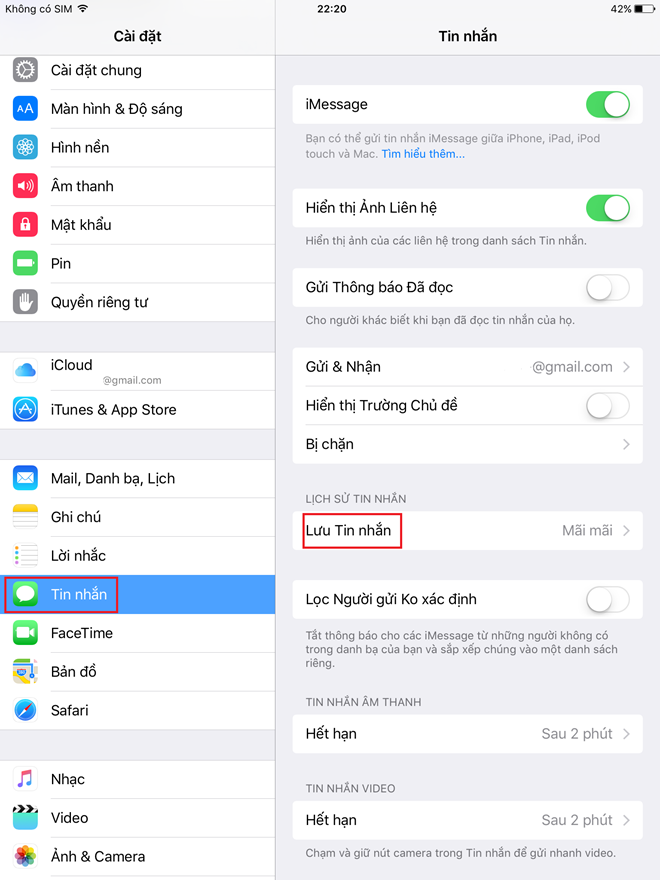 Không có SIM
22:20
42%
Cài đặt
Tin nhắn
Cài đặt chung
Màn hình & Độ sáng
Hình nền
Âm thanh
Mật khẩu
Pin
Quyền riêng tư
iCloud
@gmail.com
iTunes & App Store
Mail, Danh bạ, Lịch
Ghi chú
Lời nhắc
Tin nhắn
FaceTime
Bản đồ
Safari
Nhạc
Video
Ảnh & Camera
iMessage
Bạn có thể gửi tin nhắn iMessage giữa iPhone, iPad, iPod
touch và Mac. Tìm hiểu thêm...
Hiển thị Ảnh Liên hệ
Hiển thị ảnh của các liên hệ trong danh sách Tin nhắn.
Gửi Thông báo Đã đọc
Cho người khác biết khi bạn đã đọc tin nhắn của họ.
Gửi & Nhận @gmail.com
Hiển thị Trường Chủ đề
Bị chặn
LỊCH SỬ TIN NHẮN
Lưu Tin nhắn Mãi mãi
Lọc Người gửi Ko xác định
Tắt thông báo cho các iMessage từ những người không có
trong danh bạ của bạn và sắp xếp chúng vào một danh sách
riêng.
TIN NHẮN ÂM THANH
Hết hạn Sau 2 phút
TIN NHẮN VIDEO
Hết hạn Sau 2 phút
Chạm và giữ nút camera trong Tin nhắn để gửi nhanh video.